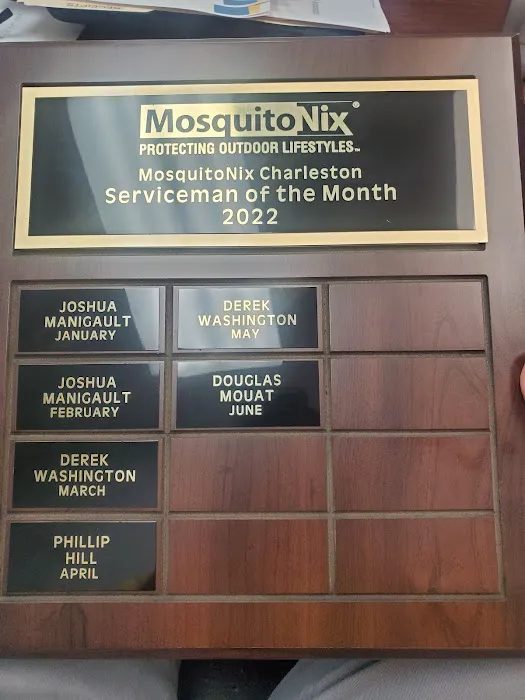 MosquitoNix®
PROTECTING OUTDOOR LIFESTYLES™
MosquitoNix Charleston
Serviceman of the Month
2022
JOSHUA
MANIGAULT
JANUARY
JOSHUA
MANIGAULT
FEBRUARY
DEREK
WASHINGTON
MARCH
PHILLIP
HILL
APRIL
DEREK
WASHINGTON
MAY
DOUGLAS
MOUAT
JUNE